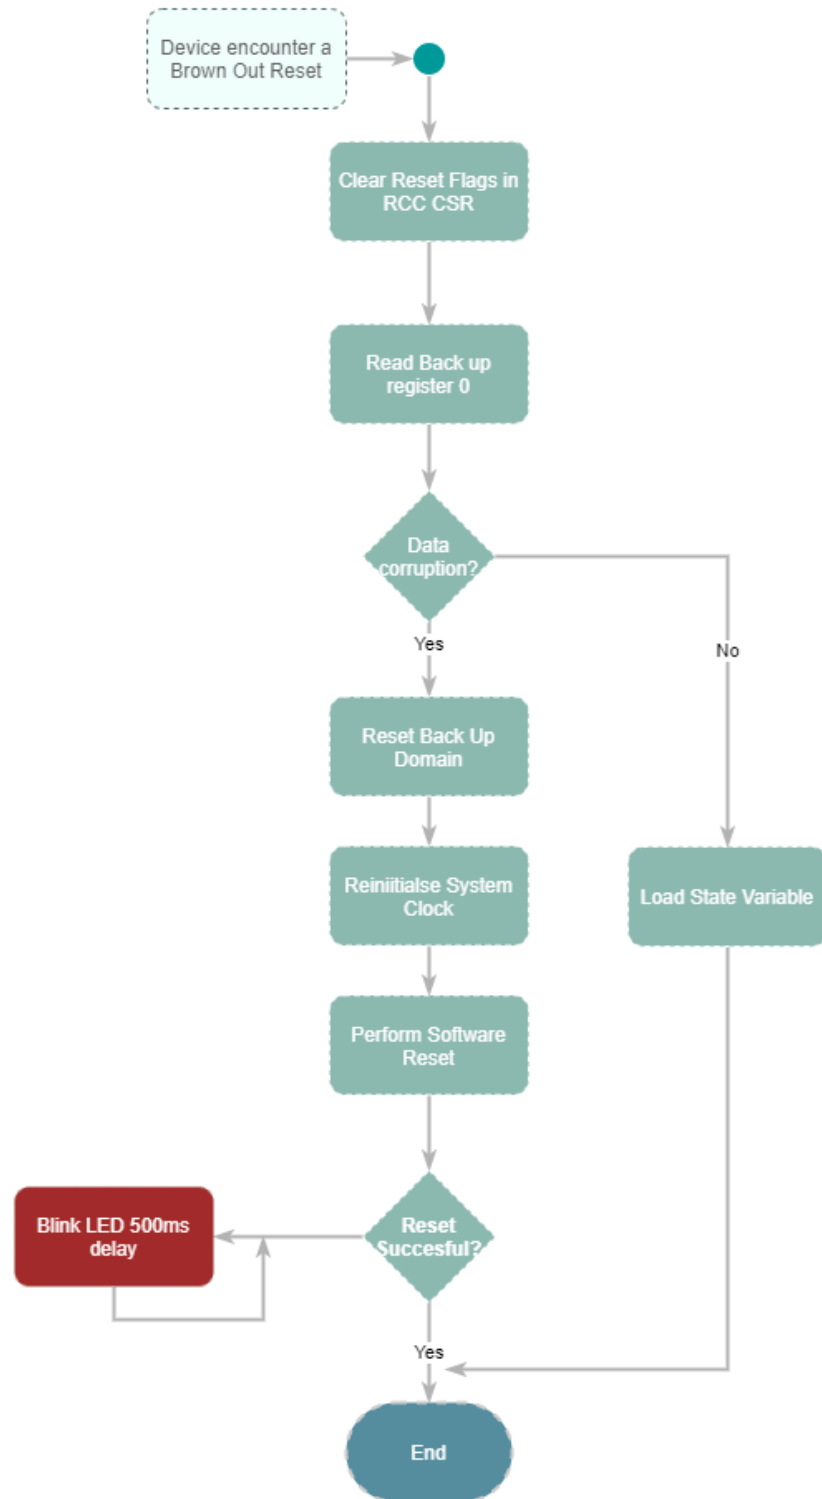 Device encounter a
Brown Out Reset
Clear Reset Flags in
RCC CSR
Read Back up
register 0
Data
corruption?
Yes
No
Reset Back Up
Domain
Reiniitialse System
Clock
Load State Variable
Perform Software
Reset
Blink LED 500ms
delay
Reset
Succesful?
Yes
End